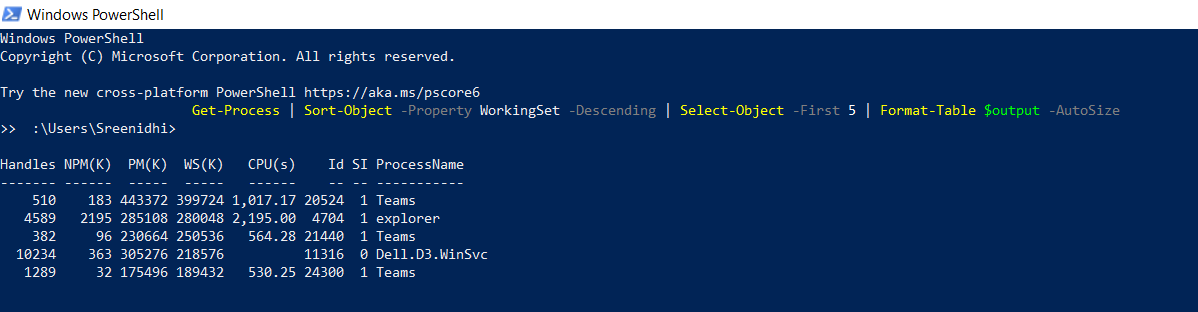 Windows PowerShell
Windows PowerShell
Copyright (C) Microsoft Corporation. All rights reserved.
Try the new cross-platform PowerShell https://aka.ms/pscore6
Get-Process | Sort-Object -Property WorkingSet -Descending | Select-Object -First 5 | Format-Table $output -AutoSize
>>  :\Users\Sreenidhi>
Handles NPM(K)  PM(K)  WS(K)   CPU(s)    Id SI ProcessName
------- ------  -----  -----   ------    -- -- -----------
    510    183 443372 399724 1,017.17 20524  1 Teams
   4589   2195 285108 280048 2,195.00  4704  1 explorer
    382     96 230664 250536   564.28 21440  1 Teams
  10234    363 305276 218576          11316  0 Dell.D3.WinSvc
   1289     32 175496 189432   530.25 24300  1 Teams